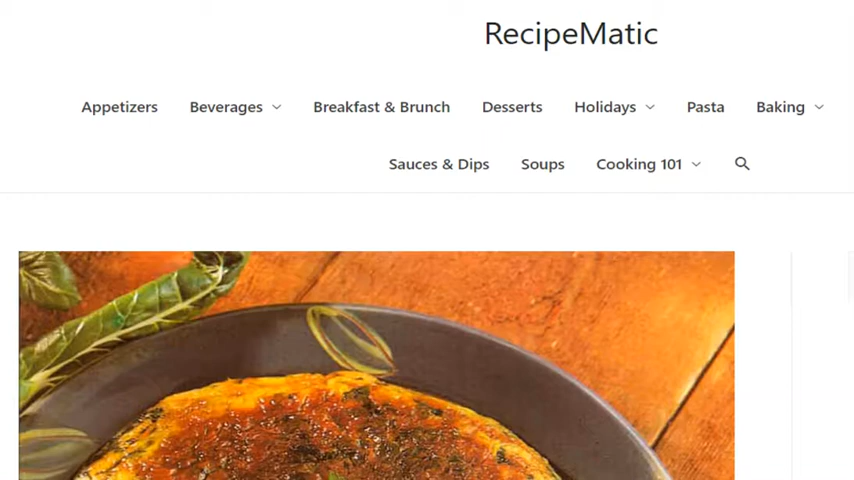 RecipeMatic
Appetizers Beverages Breakfast & Brunch Desserts Holidays Pasta Baking
Sauces & Dips Soups Cooking 101